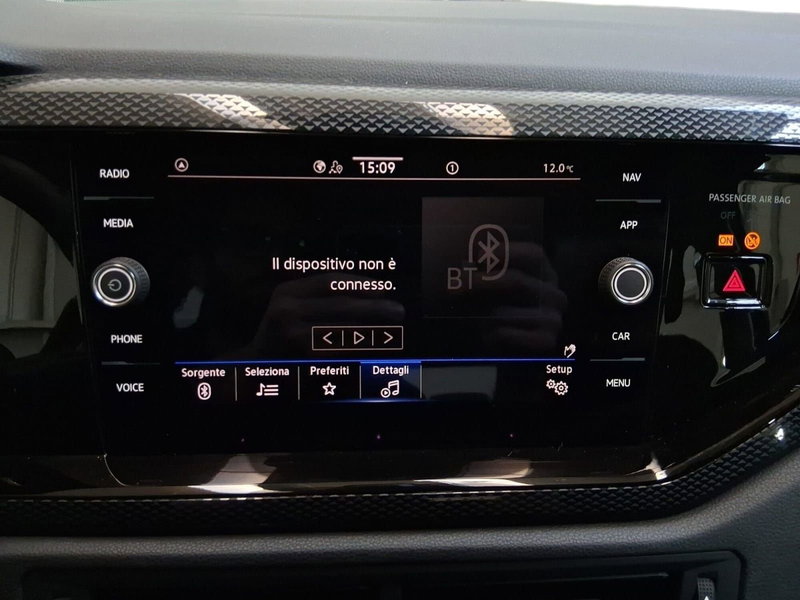 RADIO
MEDIA
PHONE
VOICE
15:09
1
12.0°C
Il dispositivo non è
connesso.
BT
Sorgente
Seleziona
Preferiti
Dettagli
Setup
NAV
APP
CAR
MENU
PASSENGER AIR BAG
OFF
ON